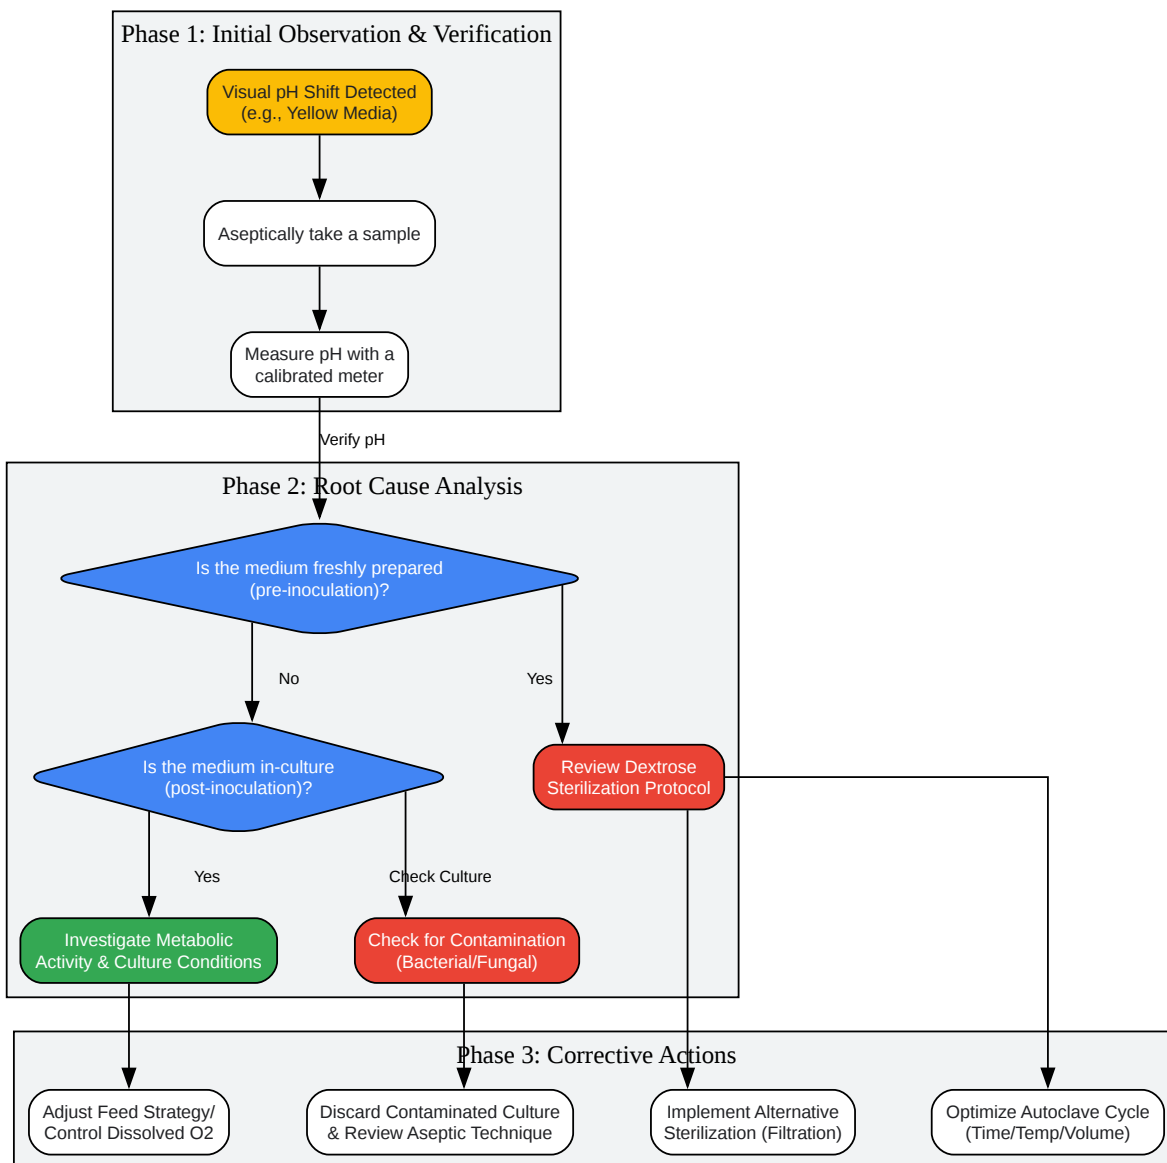 Phase 1: Initial Observation & Verification
Visual pH Shift Detected
(e.g., Yellow Media)
Aseptically take a sample
Measure pH with a
calibrated meter
Verify pH
Phase 2: Root Cause Analysis
Is the medium freshly prepared
(pre-inoculation)?
No
Yes
Is the medium in-culture
(post-inoculation)?
Review Dextrose
Sterilization Protocol
Yes
Check Culture
Investigate Metabolic
Activity & Culture Conditions
Check for Contamination
(Bacterial/Fungal)
Phase 3: Corrective Actions
Adjust Feed Strategy/
Control Dissolved O2
Discard Contaminated Culture
& Review Aseptic Technique
Implement Alternative
Sterilization (Filtration)
Optimize Autoclave Cycle
(Time/Temp/Volume)